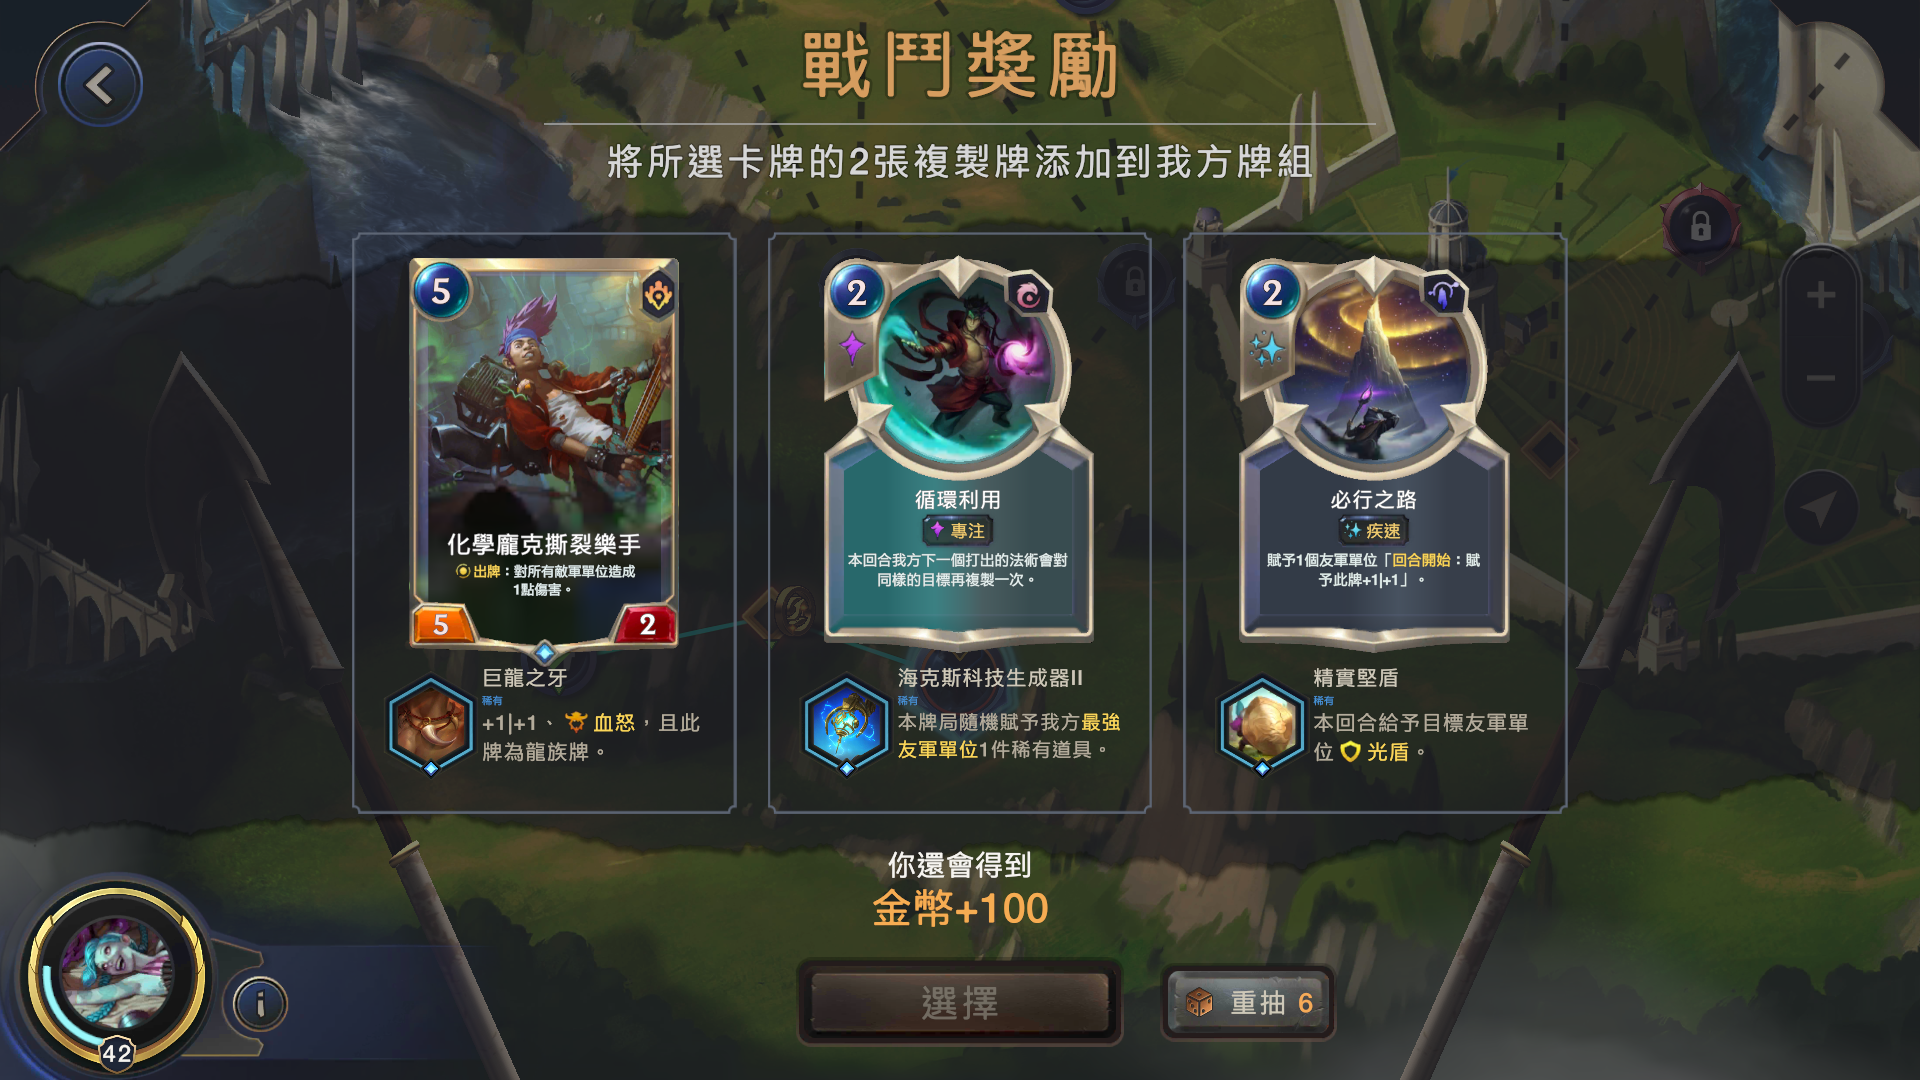 戰鬥獎勵
將所選卡牌的2張複製牌添加到我方牌組
5
化學龐克撕裂樂手
出牌：對所有敵軍單位造成
1點傷害。
5
2
巨龍之牙
稀有
+1|+1、血怒，且此
牌為龍族牌。
2
循環利用
專注
本回合我方下一個打出的法術會對
同樣的目標再複製一次。
海克斯科技生成器II
稀有
本牌局隨機賦予我方最強
友軍單位1件稀有道具。
2
必行之路
疾速
賦予1個友軍單位「回合開始：賦
予此牌+1|+1」。
精實堅盾
稀有
本回合給予目標友軍單
位光盾。
你還會得到
金幣+100
選擇
重抽 6
42